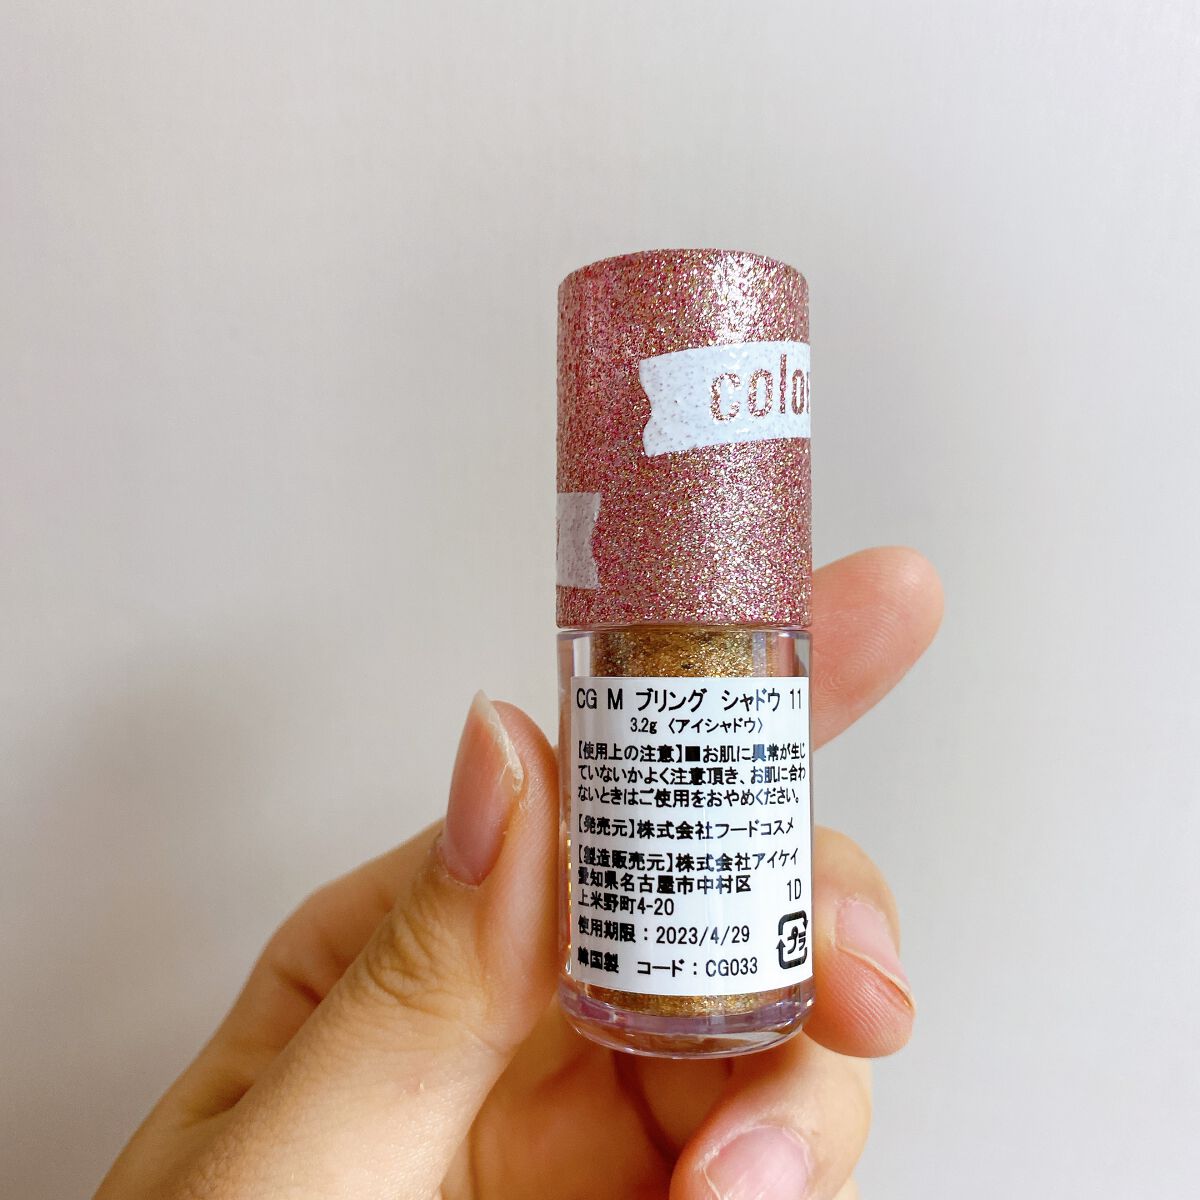 color
CG M ブリング シャドウ 11
3.2g 〈アイシャドウ〉
【使用上の注意】■お肌に異常が生じ
ていないかよく注意頂き、お肌に合わ
ないときはご使用をおやめください。
【発売元】株式会社フードコスメ
【製造販売元】株式会社アイケイ
愛知県名古屋市中村区
上米野町4-20
1D
使用期限：2023/4/29
プラ
韓国製 コード：CG033